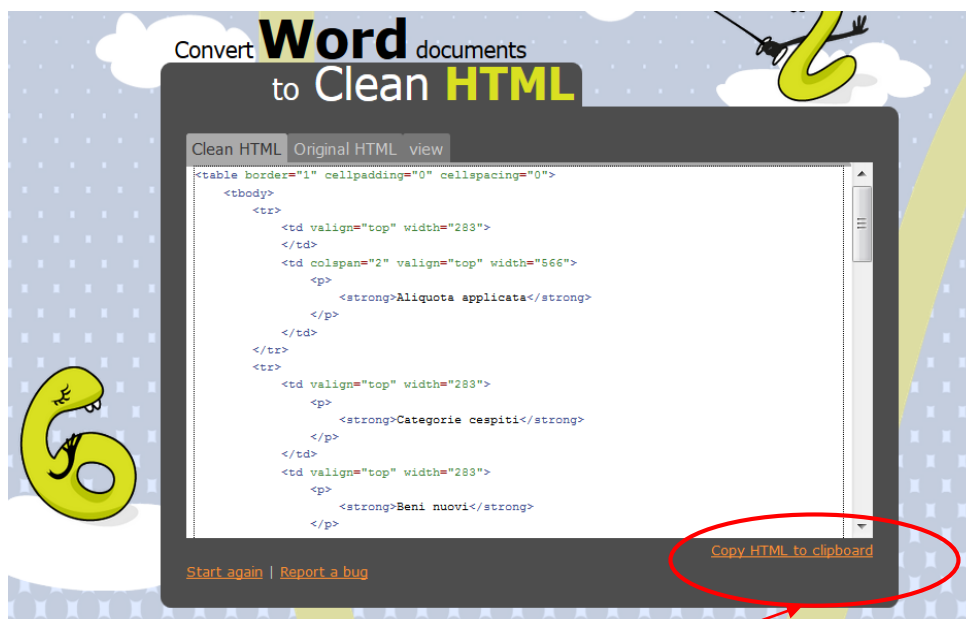 Convert Word documents
to Clean HTML
Clean HTML Original HTML view
<table border="1" cellpadding="0" cellspacing="0">
    <tbody>
        <tr>
            <td valign="top" width="283">
            </td>
            <td colspan="2" valign="top" width="566">
                <p>
                    <strong>Aliquota applicata</strong>
                </p>
            </td>
        </tr>
        <tr>
            <td valign="top" width="283">
                <p>
                    <strong>Categorie cespiti</strong>
                </p>
            </td>
            <td valign="top" width="283">
                <p>
                    <strong>Beni nuovi</strong>
                </p>
Copy HTML to clipboard
Start again | Report a bug